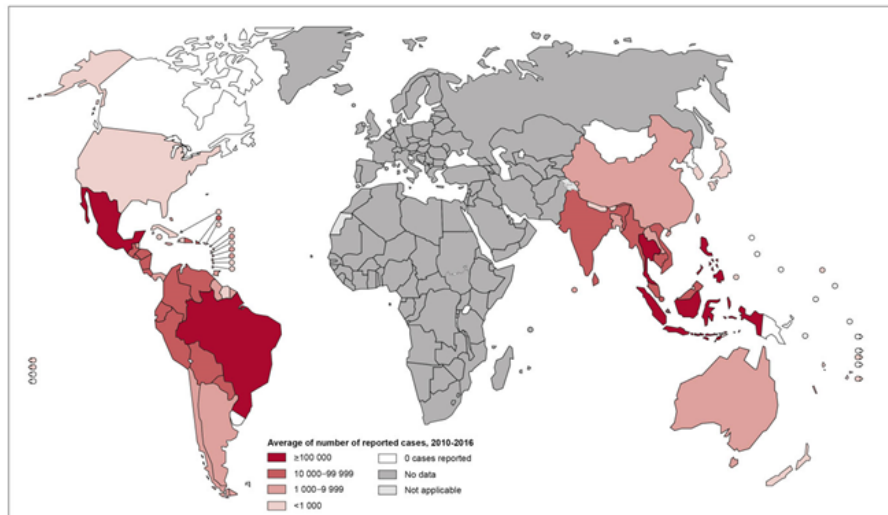 Average of number of reported cases, 2010-2016
≥100 000
10 000–99 999
1 000–9 999
<1 000
0 cases reported
No data
Not applicable